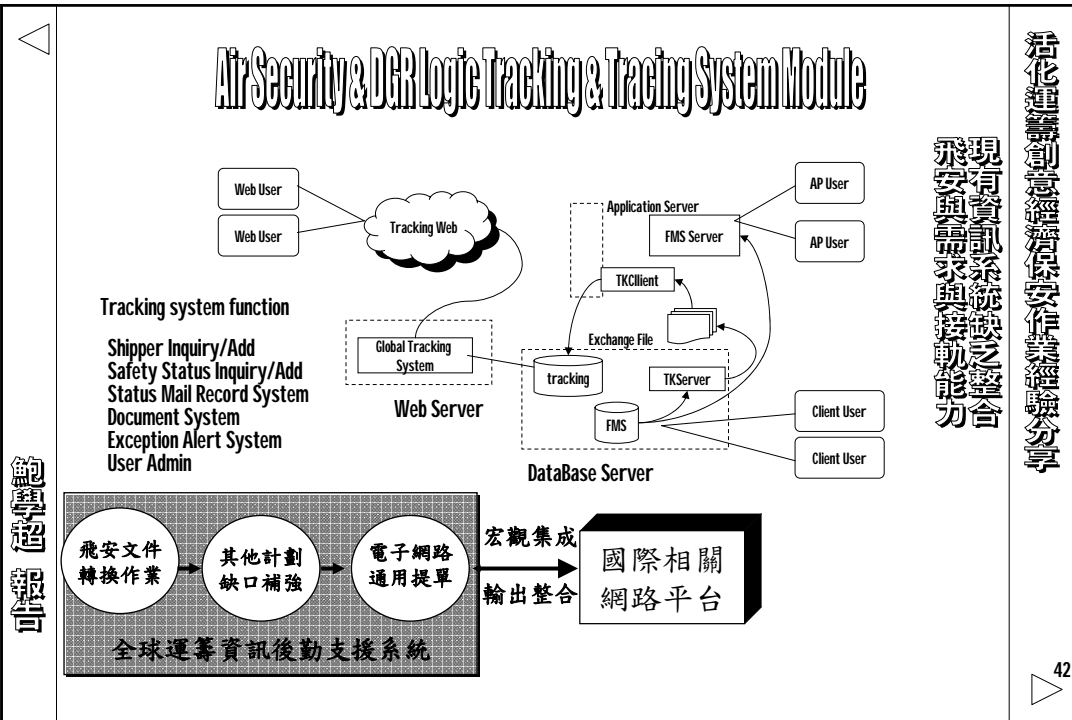 Air Security & DGR Logic Tracking & Tracing System Module
活化運籌創意經濟保安作業經驗分享
現有資訊系統缺乏整合
飛安與需求與接軌能力
Web User
Web User
Tracking Web
Application Server
FMS Server
AP User
AP User
TKCllient
Exchange File
Tracking system function
Shipper Inquiry/Add
Safety Status Inquiry/Add
Status Mail Record System
Document System
Exception Alert System
User Admin
Global Tracking
System
Web Server
tracking
TKServer
FMS
DataBase Server
Client User
Client User
飛安文件
轉換作業
其他計劃
缺口補強
電子網路
通用提單
宏觀集成
輸出整合
國際相關
網路平台
全球運籌資訊後勤支援系統
鮑學超 報告
42